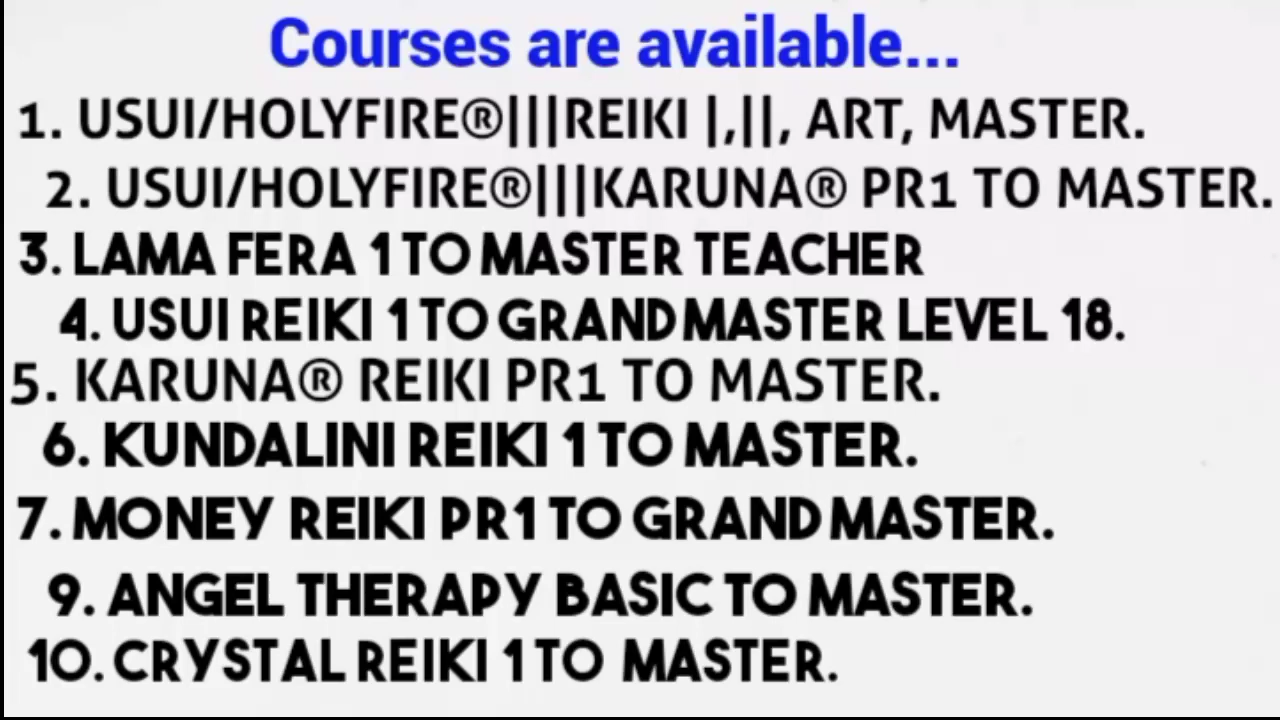 Courses are available...
1. USUI/HOLYFIRE®|||REIKI |,||, ART, MASTER.
2. USUI/HOLYFIRE®|||KARUNA® PR1 TO MASTER.
3. LAMA FERA 1 TO MASTER TEACHER
4. USUI REIKI 1 TO GRANDMASTER LEVEL 18.
5. KARUNA® REIKI PR1 TO MASTER.
6. KUNDALINI REIKI 1 TO MASTER.
7. MONEY REIKI PR1 TO GRAND MASTER.
9. ANGEL THERAPY BASIC TO MASTER.
10. CRYSTAL REIKI 1 TO MASTER.